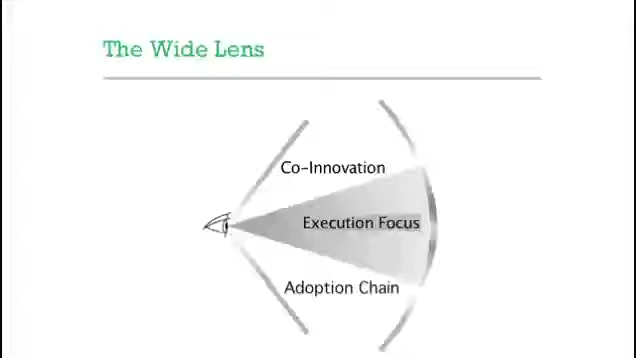 The Wide Lens
Co-Innovation
Execution Focus
Adoption Chain